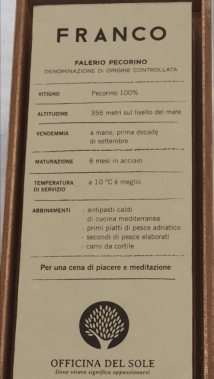 FRANCO
FALERIO PECORINO
DENOMINAZIONE DI ORIGINE CONTROLLATA
VITIGNO Pecorino 100%
ALTITUDINE 356 metri sul livello del mare
VENDEMMIA a mano, prima decade
di settembre
MATURAZIONE 6 mesi in acciaio
TEMPERATURA a 10 °C è meglio
DI SERVIZIO
ABBINAMENTI - antipasti caldi
di cucina mediterranea
- primi piatti di pesce adriatico
- secondi di pesce elaborati
- carni da cortile
Per una cena di piacere e meditazione
OFFICINA DEL SOLE
Dove vivere significa appassionarsi